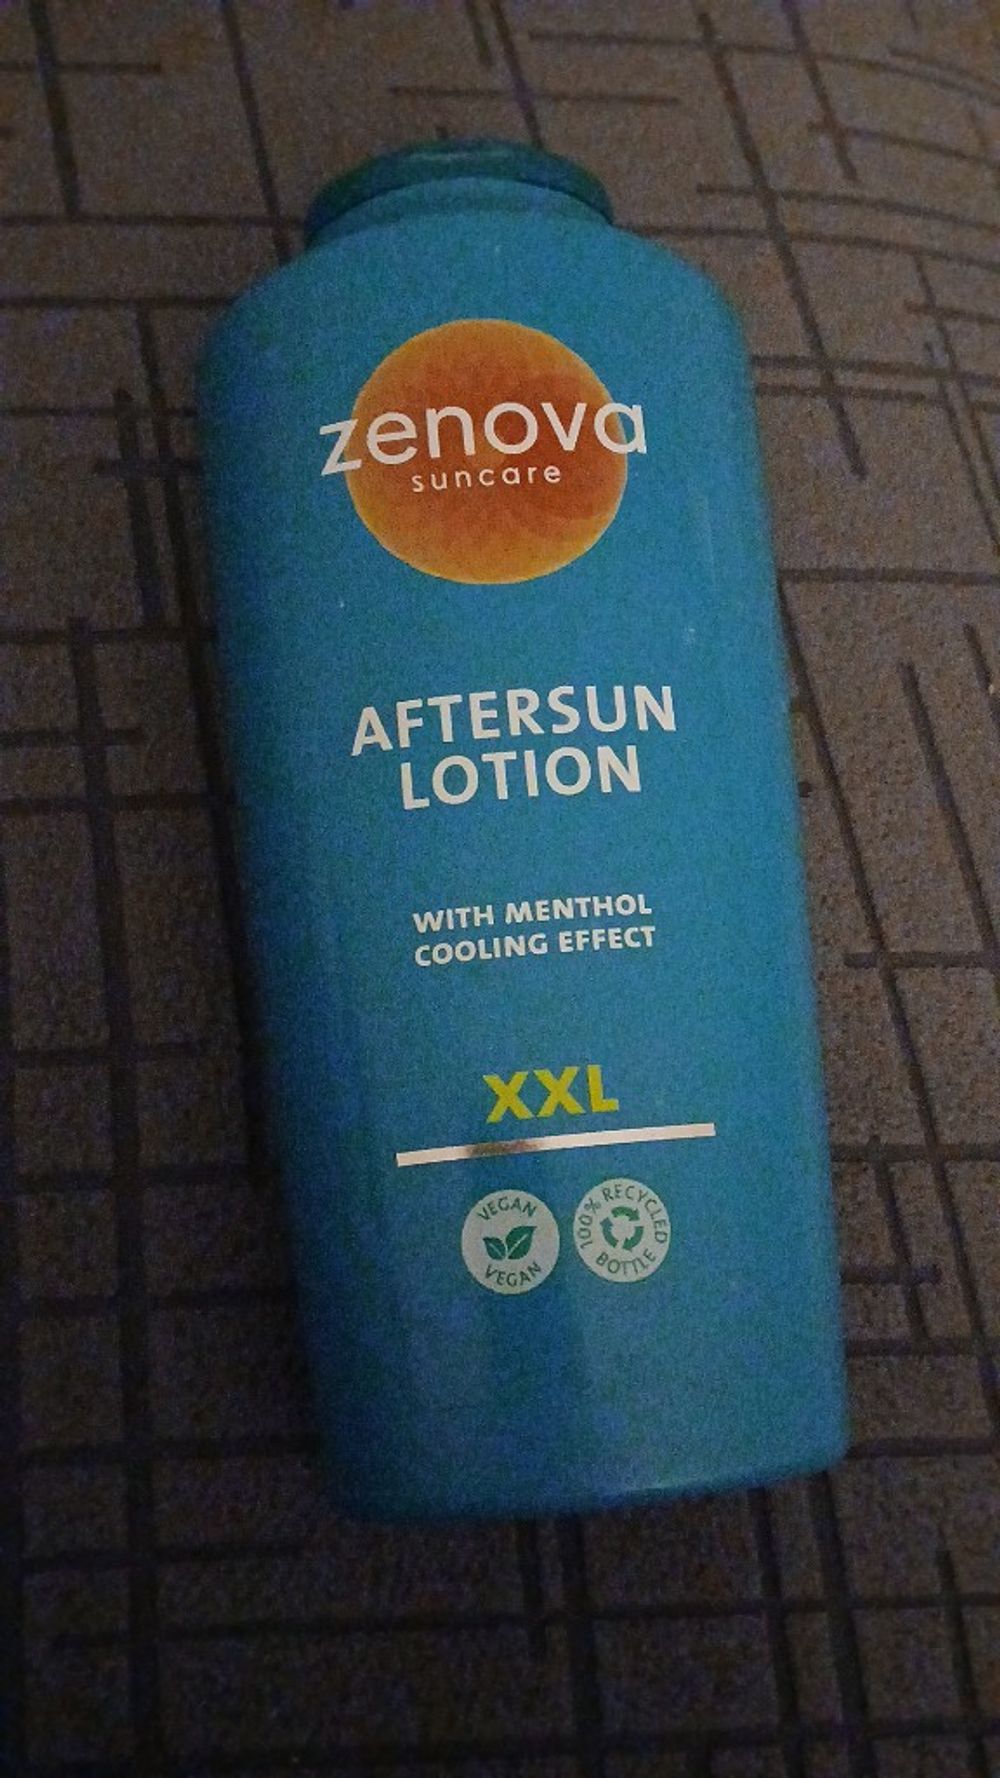 zenova
suncare
AFTERSUN
LOTION
WITH MENTHOL
COOLING EFFECT
XXL
VEGAN
VEGAN
100% RECYCLED
BOTTLE